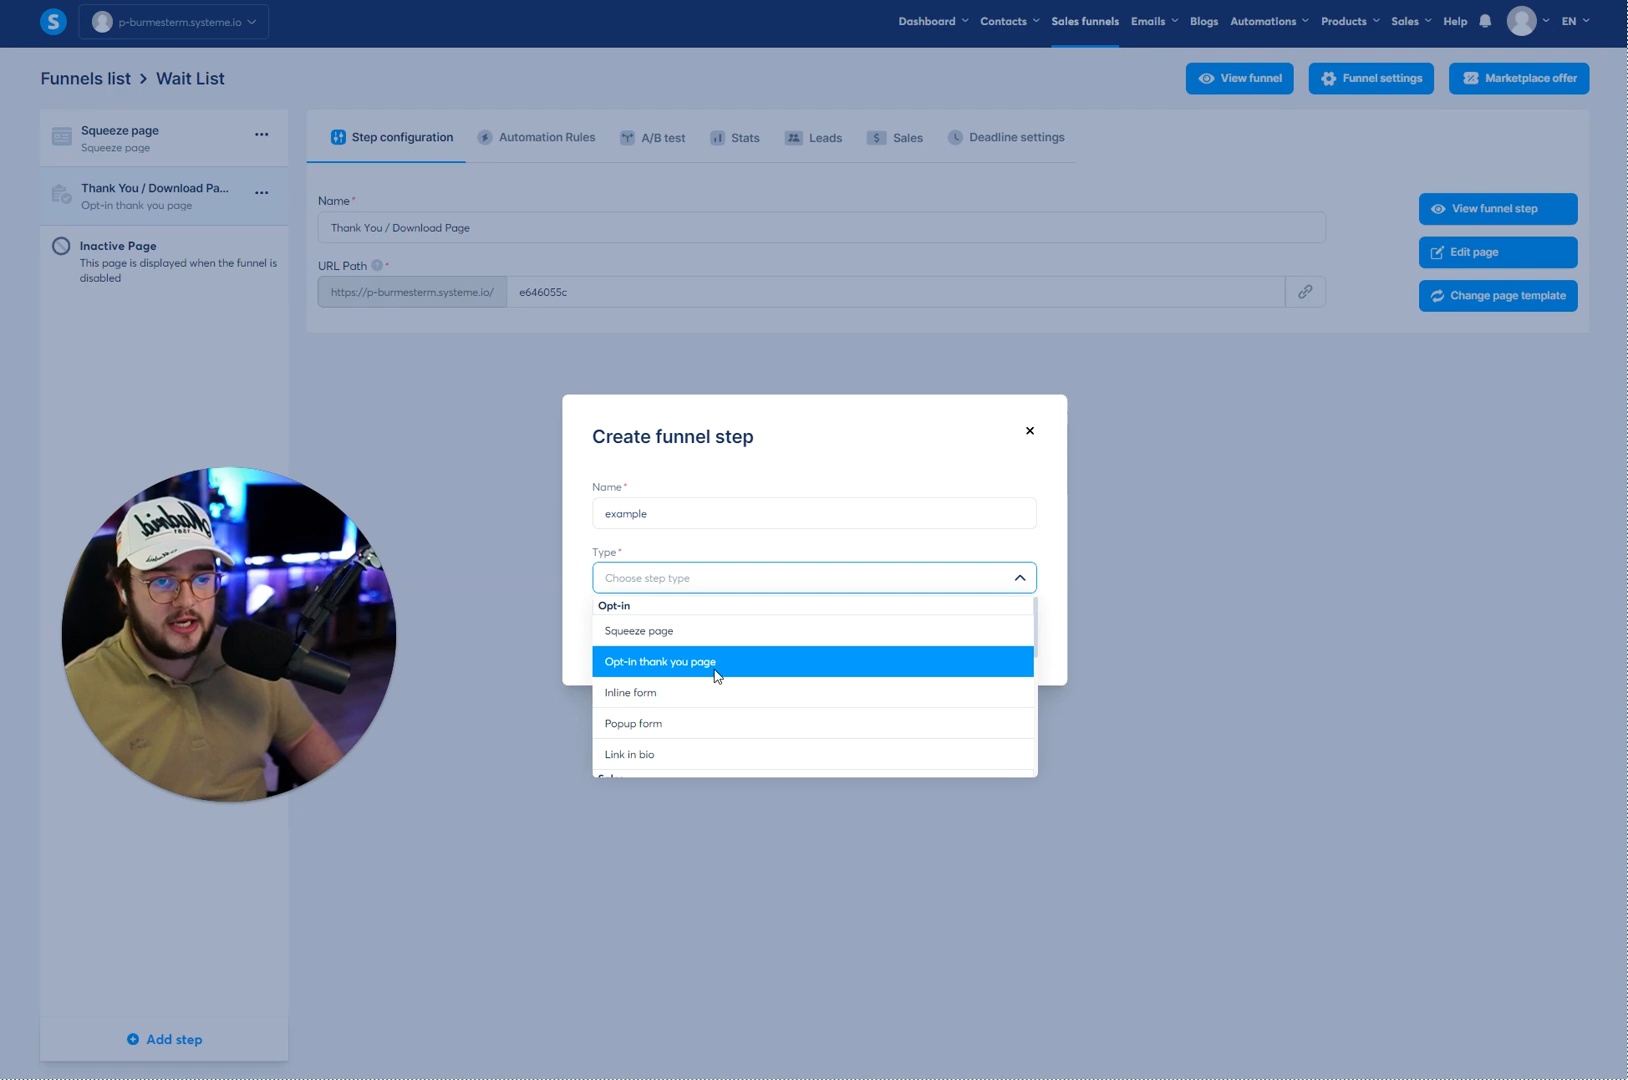 S
p-burmesterm.systeme.io
Dashboard Contacts Sales funnels Emails Blogs Automations Products Sales Help EN
Funnels list > Wait List
View funnel Funnel settings Marketplace offer
Squeeze page
Squeeze page
Thank You / Download Pa...
Opt-in thank you page
Inactive Page
This page is displayed when the funnel is
disabled
Step configuration Automation Rules A/B test Stats Leads Sales Deadline settings
Name*
Thank You / Download Page
URL Path ? *
https://p-burmesterm.systeme.io/ e646055c
View funnel step
Edit page
Change page template
Create funnel step
Name*
example
Type*
Choose step type
Opt-in
Squeeze page
Opt-in thank you page
Inline form
Popup form
Link in bio
Add step